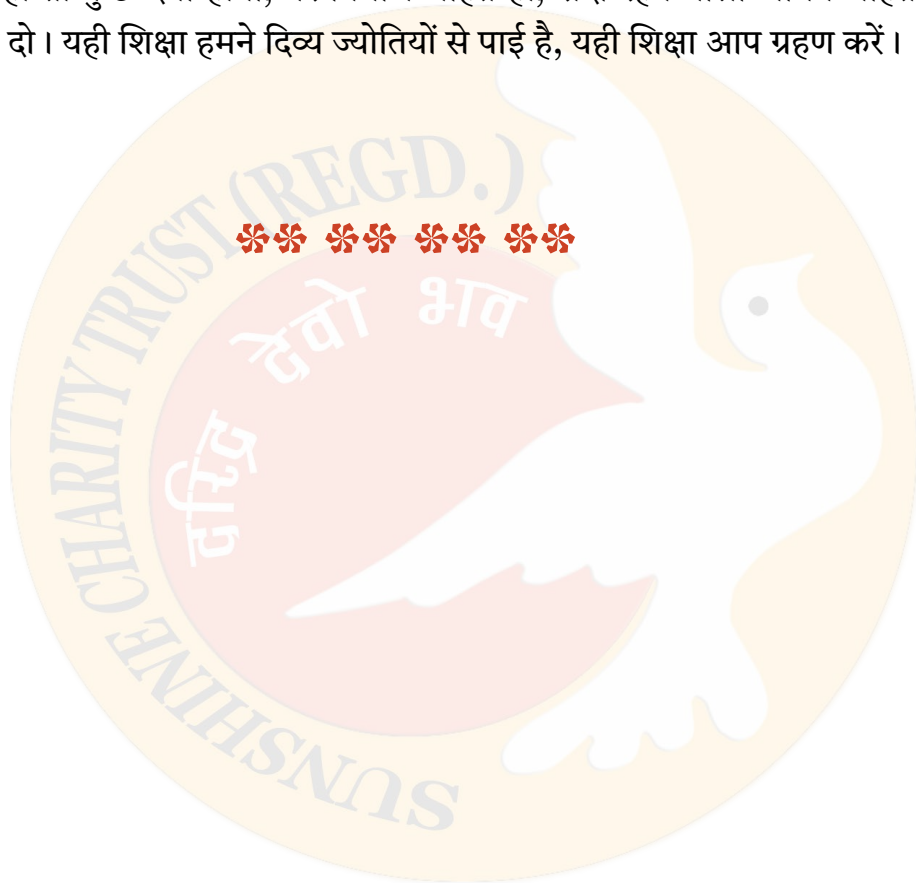 दो। यही शिक्षा हमने दिव्य ज्योतियों से पाई है, यही शिक्षा आप ग्रहण करें।
SUNSHINE CHARITY TRUST (REGD.)
दरिद्र देवो भव